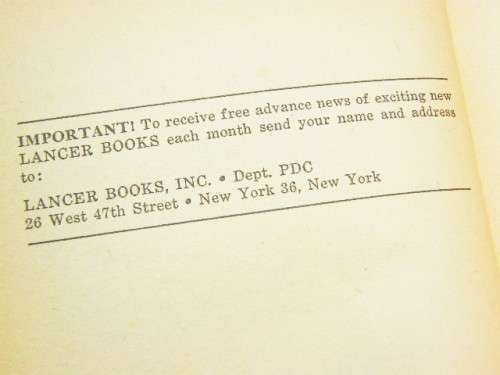 IMPORTANT! To receive free advance news of exciting new
LANCER BOOKS each month send your name and address
to:
LANCER BOOKS, INC. • Dept. PDC
26 West 47th Street • New York 36, New York